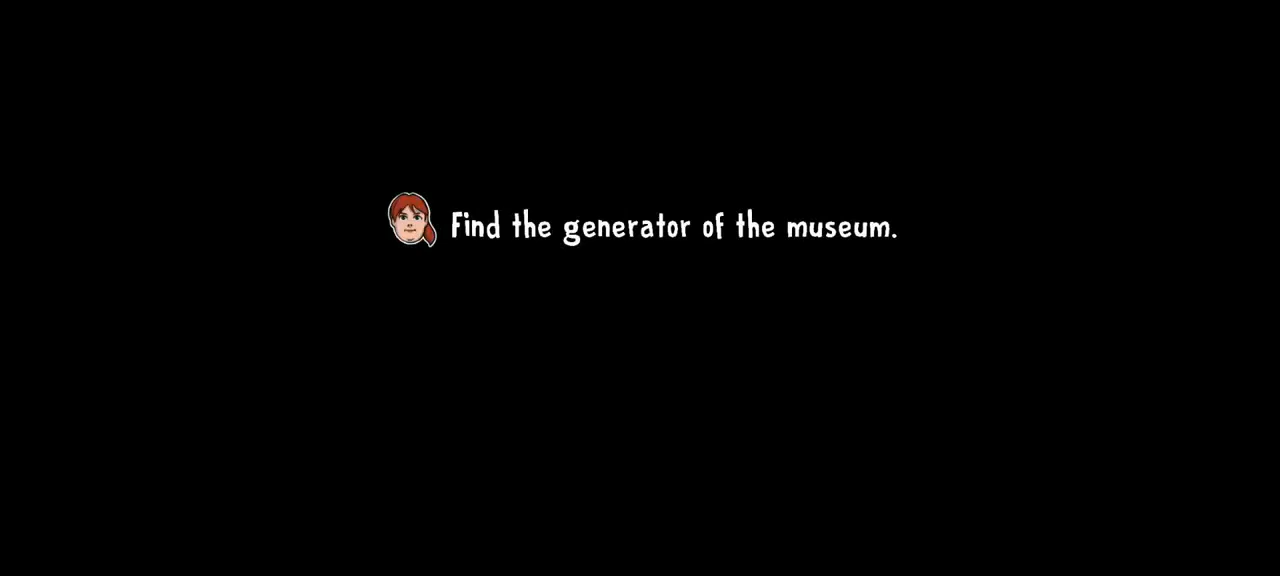 Find the generator of the museum.